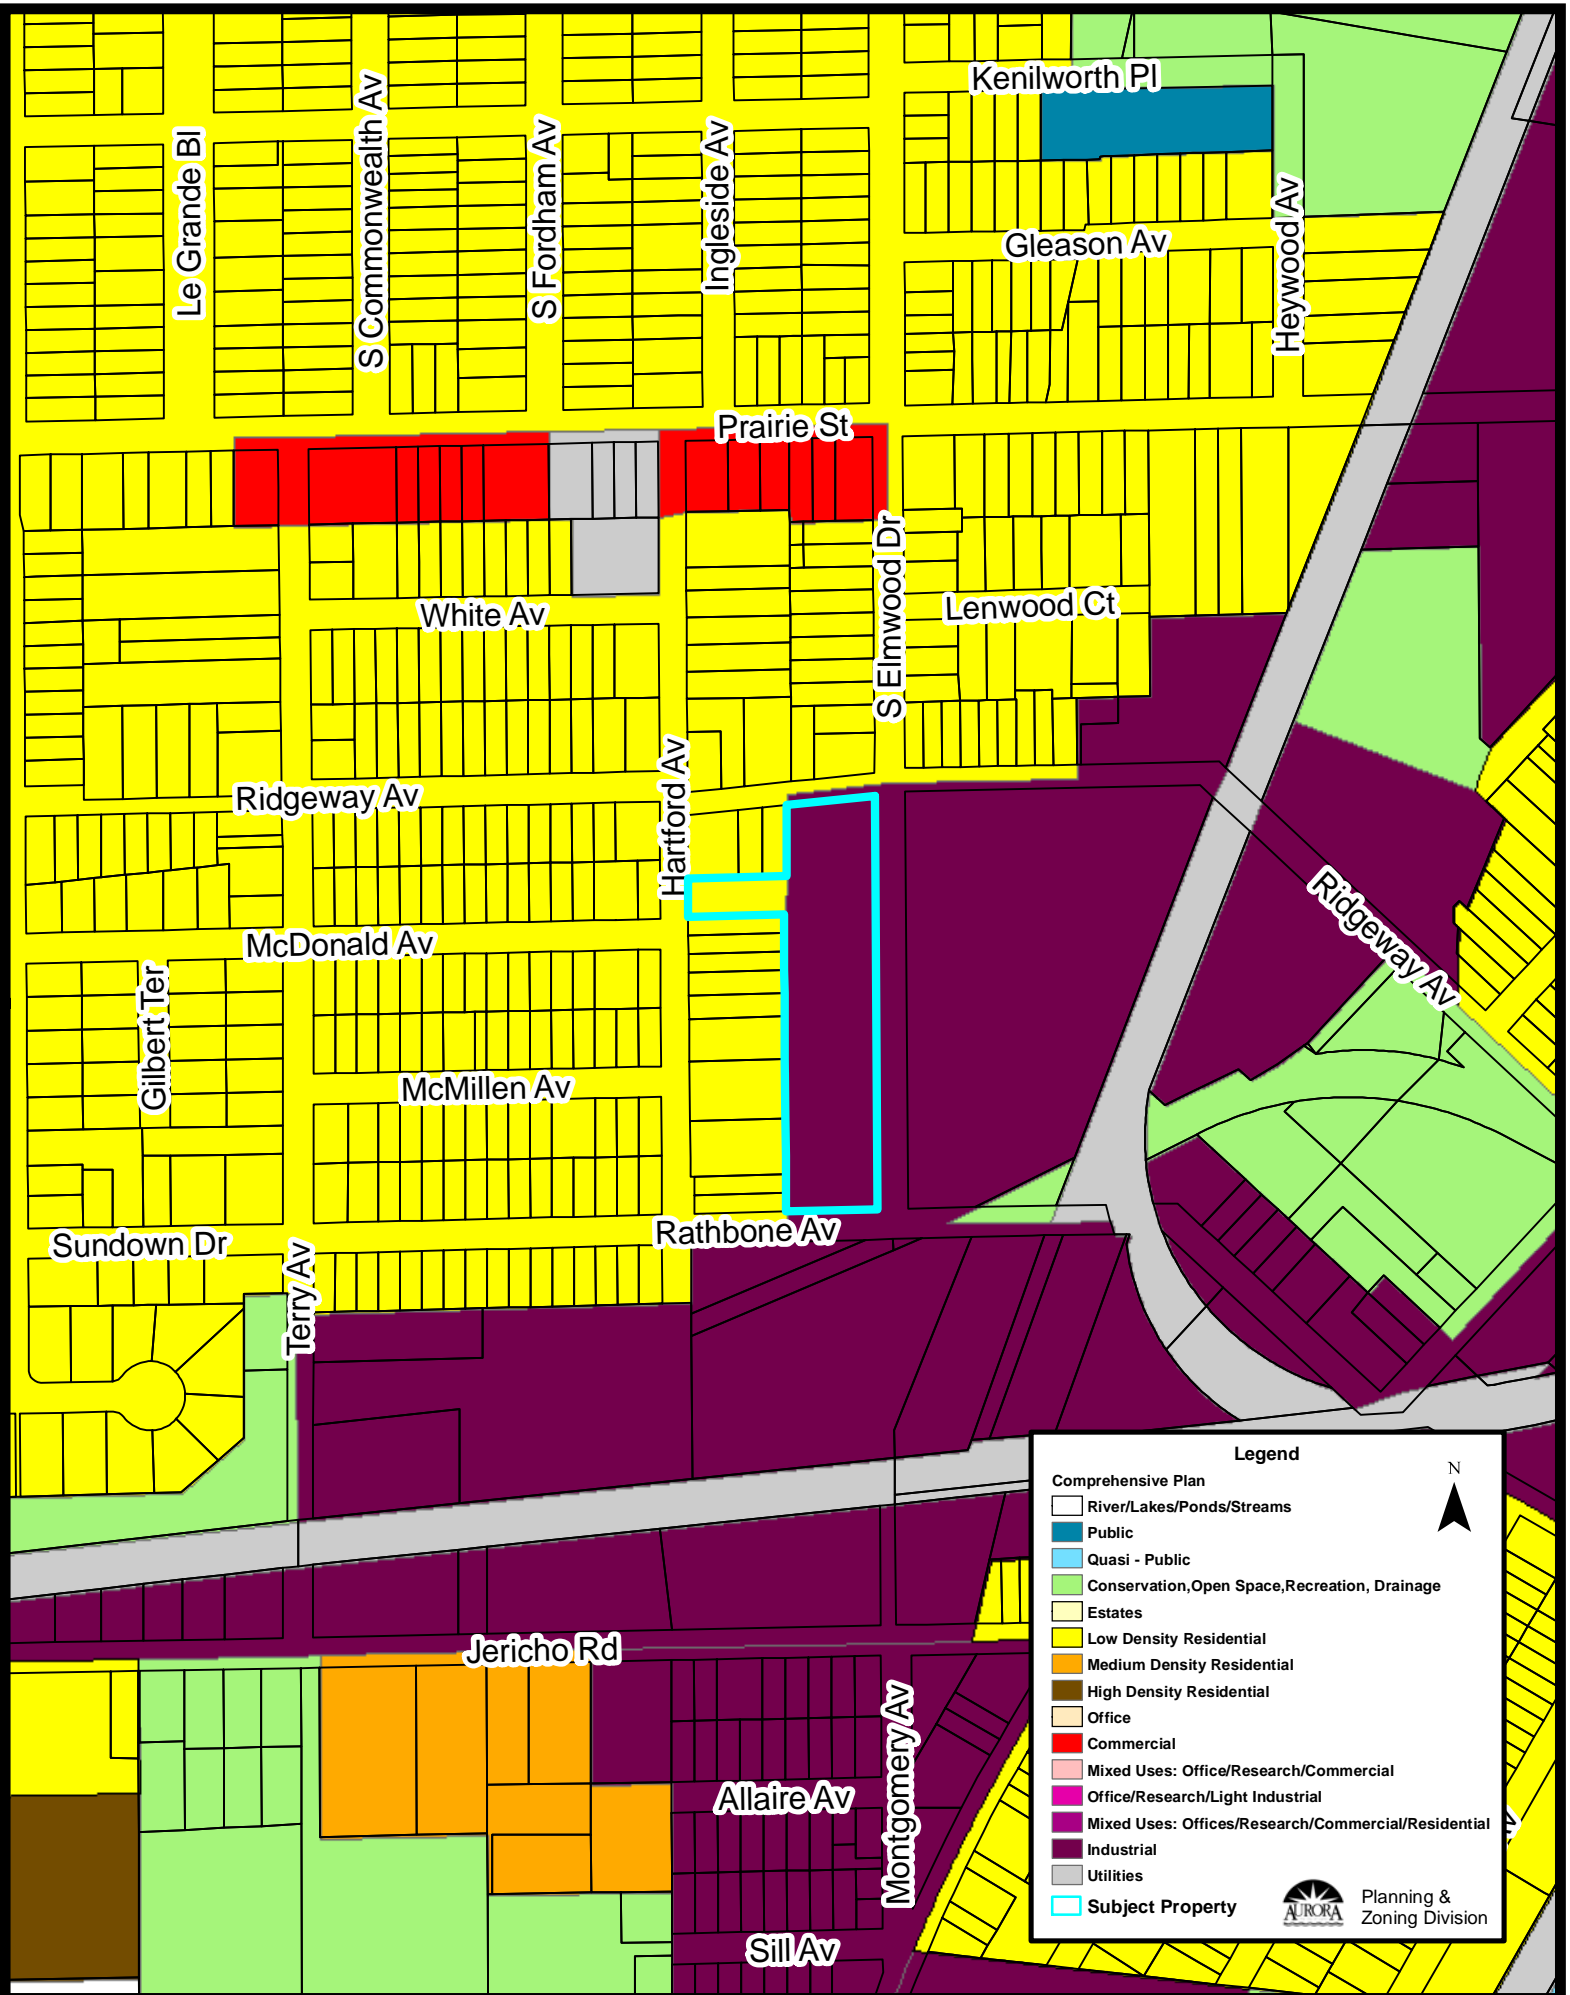 Kenilworth Pl
Le Grande Bl
S Commonwealth Av
S Fordham Av
Ingleside Av
Gleason Av
Heywood Av
Prairie St
White Av
S Elmwood Dr
Lenwood Ct
Ridgeway Av
Hartford Av
Ridgeway Av
McDonald Av
Gilbert Ter
McMillen Av
Sundown Dr
Terry Av
Rathbone Av
Jericho Rd
Allaire Av
Montgomery Av
Sill Av
Legend
N
Comprehensive Plan
River/Lakes/Ponds/Streams
Public
Quasi - Public
Conservation,Open Space,Recreation, Drainage
Estates
Low Density Residential
Medium Density Residential
High Density Residential
Office
Commercial
Mixed Uses: Office/Research/Commercial
Office/Research/Light Industrial
Mixed Uses: Offices/Research/Commercial/Residential
Industrial
Utilities
Subject Property
AURORA
Planning &
Zoning Division